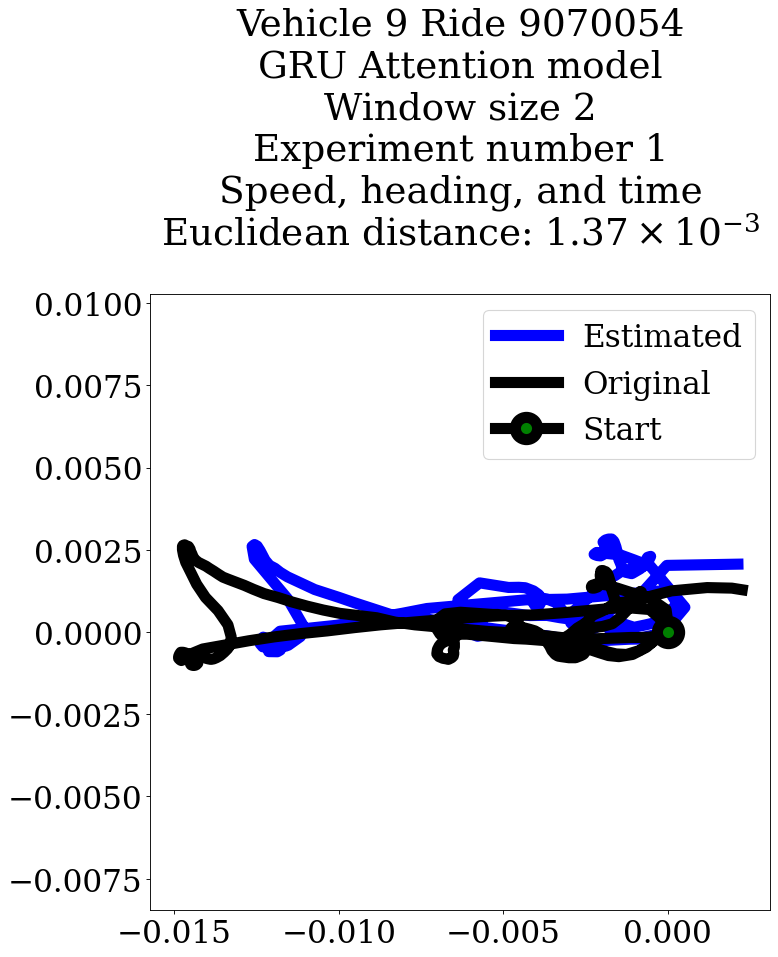 Vehicle 9 Ride 9070054
GRU Attention model
Window size 2
Experiment number 1
Speed, heading, and time
Euclidean distance: 1.37 × 10⁻³
Estimated
Original
Start
0.0100
0.0075
0.0050
0.0025
0.0000
−0.0025
−0.0050
−0.0075
−0.015
−0.010
−0.005
0.000